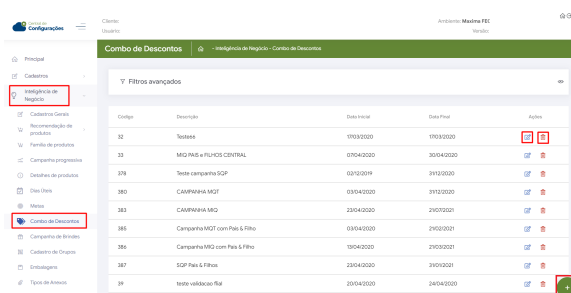 Central de
Configurações
Cliente:
Usuário:
Ambiente: Maxima PE(
Versão:
Combo de Descontos
- Inteligência de Negócio - Combo de Descontos
Principal
Cadastros
Inteligência de
Negócio
Cadastros Gerais
Recomendação de
produtos
Família de produtos
Campanha progressiva
Detalhes de produtos
Dias Úteis
Metas
Combo de Descontos
Campanha de Brindes
Cadastro de Grupos
Embalagens
Tipos de Anexos
Filtros avançados
Código Descrição Data Inicial Data Final Ações
32 Testess 17/03/2020 17/03/2020
33 MIQ PAIS e FILHOS CENTRAL 07/04/2020 30/04/2020
378 Teste campanha SQP 02/12/2019 31/12/2020
380 CAMPANHA MQT 03/04/2020 31/12/2020
383 CAMPANHA MIQ 23/04/2020 21/07/2021
385 Campanha MQT com Pais & Filho 03/04/2020 21/02/2021
386 Campanha MIQ com Pais & Filho 13/04/2020 21/03/2021
387 SQP Pais & Filhos 23/04/2020 31/01/2021
39 teste validacao filial 20/04/2020 24/04/2020